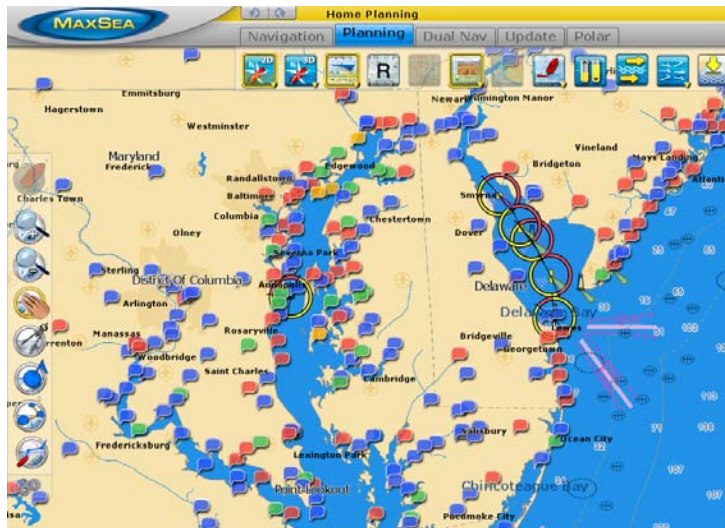 MAXSEA
Home Planning
Navigation
Planning
Dual Nav
Update
Polar
2D
3D
R
Emmitsburg
Hagerstown
Westminster
Wilmington Manor
Vineland
Bridgeton
Mays Landing
Maryland
Frederick
Edgewood
Randallstown
Baltimore
Charles Town
Columbia
Chestertown
Smyrna
Dover
Olney
Severna Park
Sterling
District Of Columbia
Annapolis
Delaware
Arlington
Delaware Bay
Lewes
Manassas
Rosaryville
Bridgeville
Georgetown
Woodbridge
Saint Charles
Cambridge
Fredericksburg
Salisbury
Ocean City
Lexington Park
Point Lookout
Chincoteague Bay
Pocomoke City